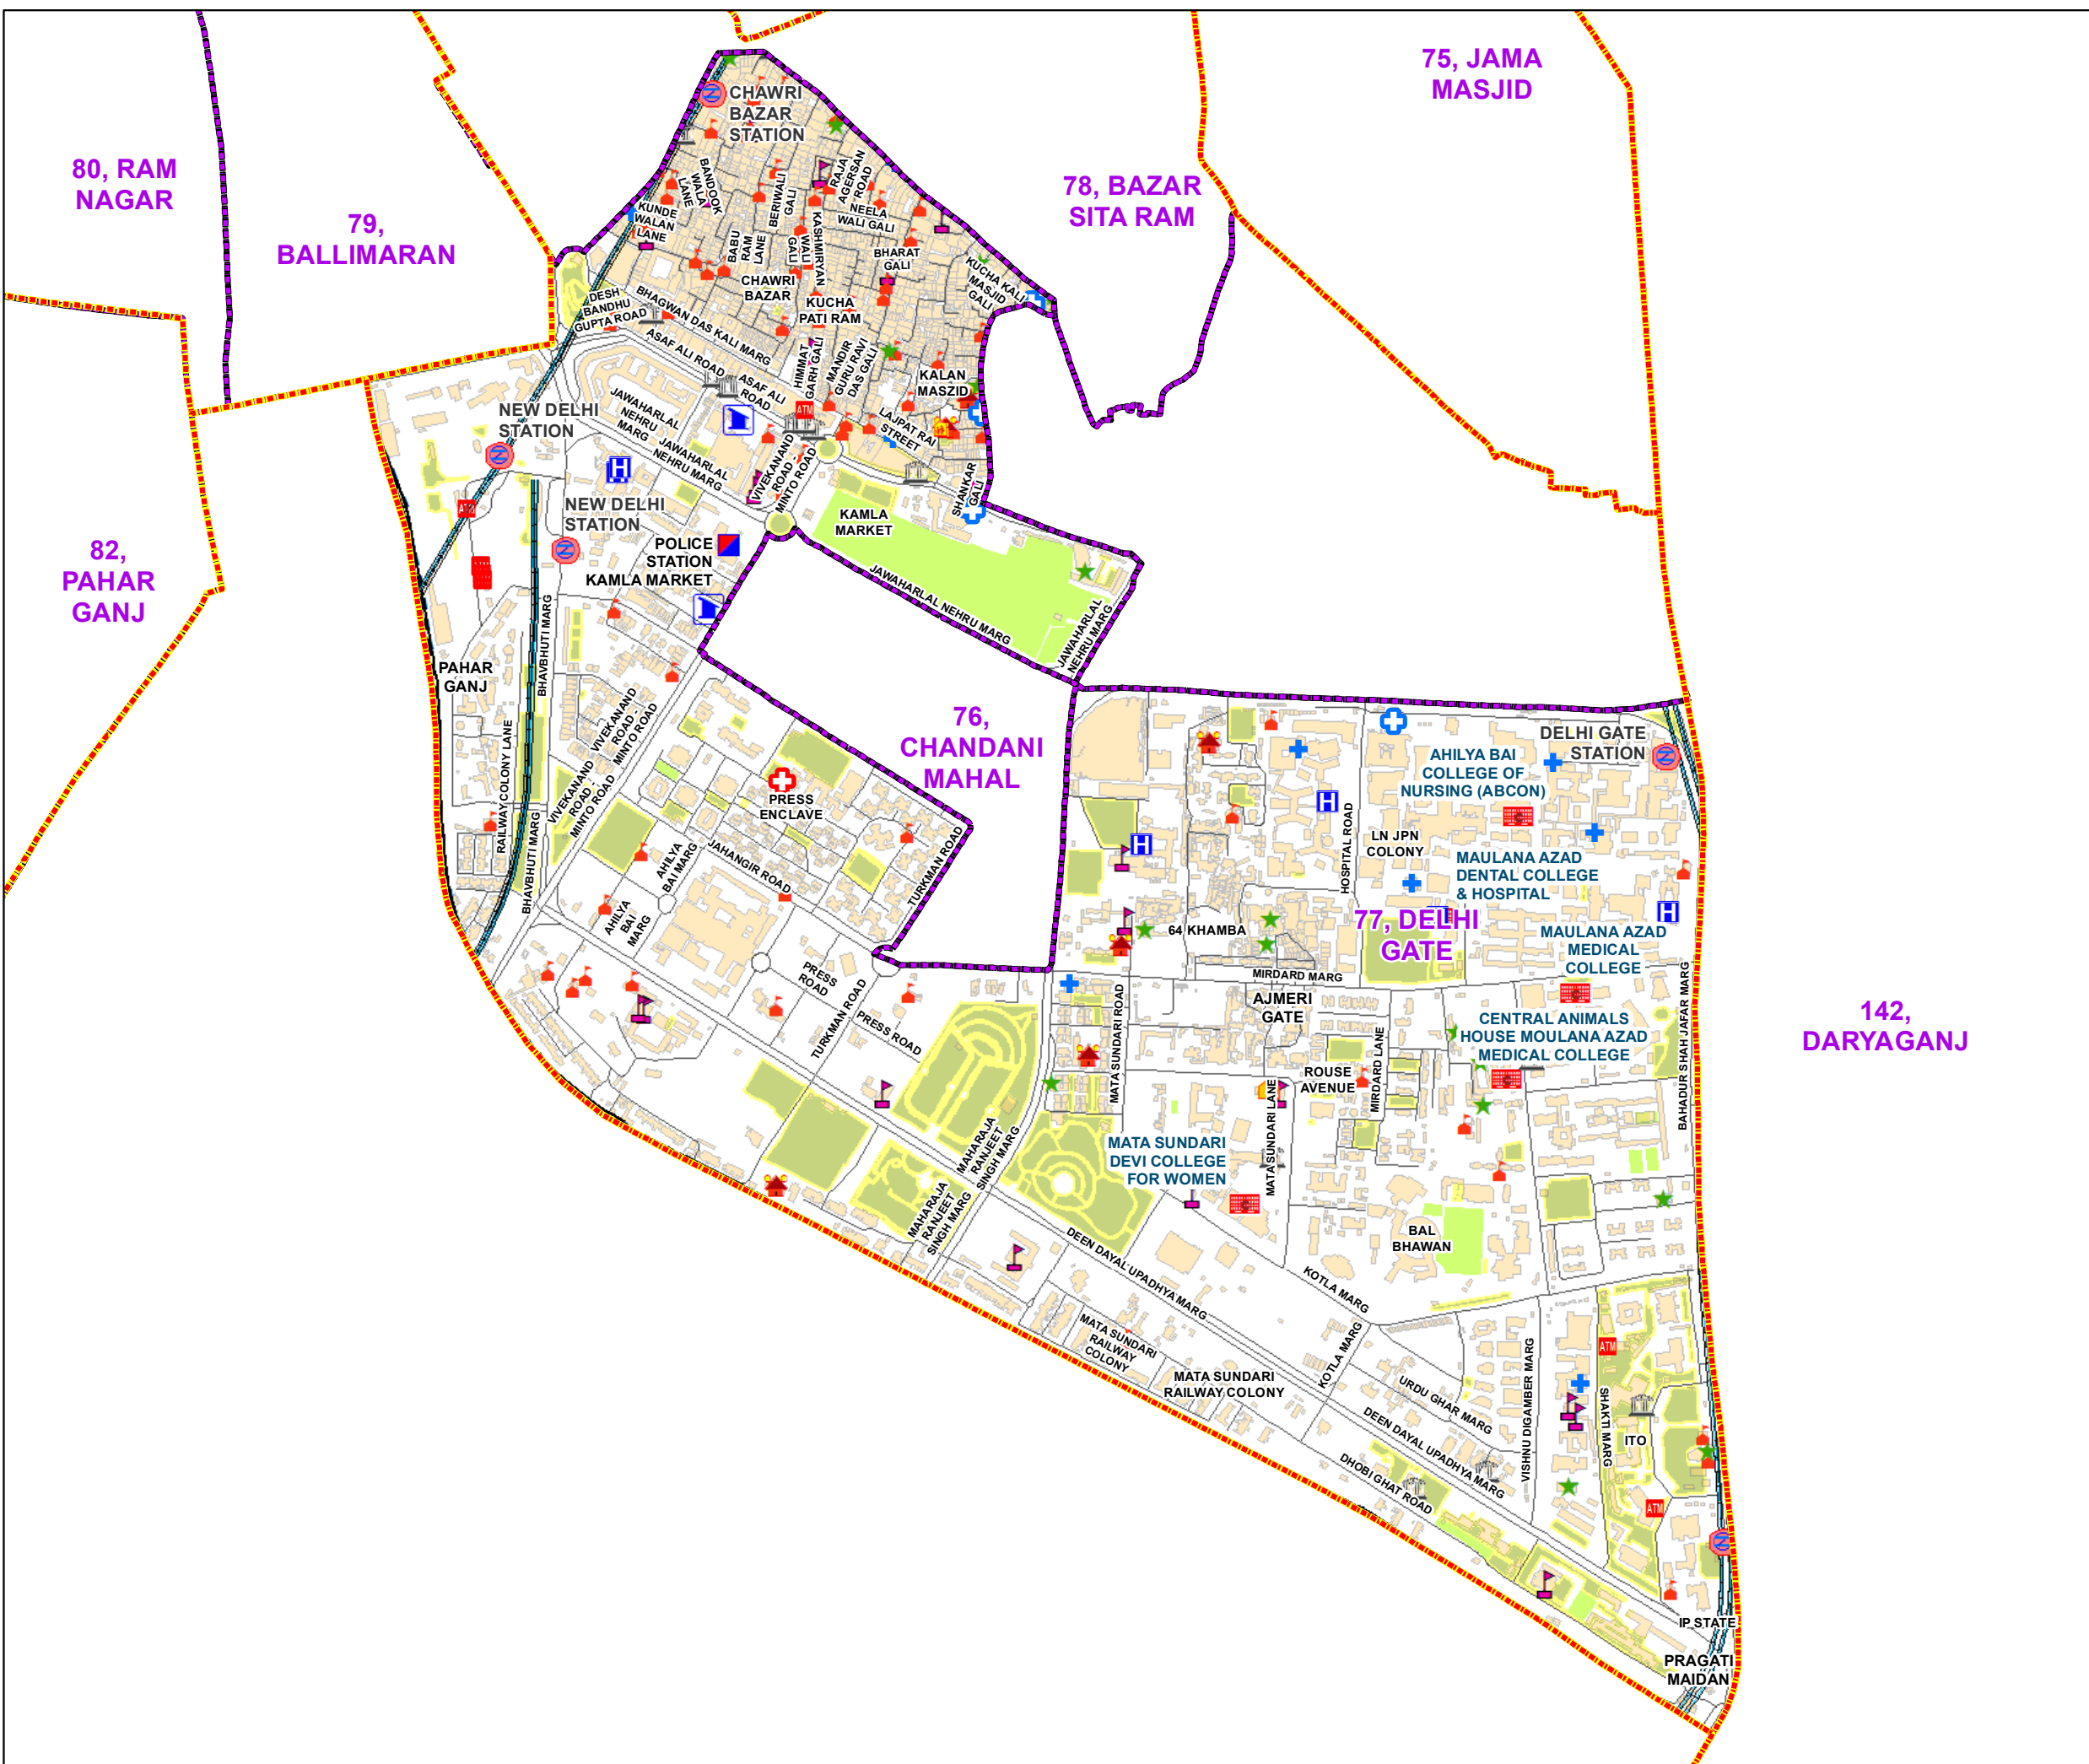 75, JAMA
MASJID
80, RAM
NAGAR
79,
BALLIMARAN
78, BAZAR
SITA RAM
82,
PAHAR
GANJ
76,
CHANDANI
MAHAL
77, DELHI
GATE
142,
DARYAGANJ
CHAWRI
BAZAR
STATION
BANDOOK
WALA
LANE
KUNDE
WALAN
LANE
BERIWALI
GALI
RAJA
AGERSAN
ROAD
NEELA
WALI GALI
BABU
RAM
LANE
KASHMIRYAN
WALI
GALI
BHARAT
GALI
KUCHA KALI
MASJID
GALI
CHAWRI
BAZAR
KUCHA
PATI RAM
DESH
BANDHU
GUPTA ROAD
BHAGWAN DAS KALI MARG
ASAF ALI ROAD
ASAF ALI
ROAD
HIMMAT
GARH GALI
MANDIR
GURU RAVI
DAS GALI
KALAN
MASZID
LAJPAT RAI
STREET
SHANKAR
GALI
ATM
JAWAHARLAL
NEHRU
MARG
JAWAHARLAL
NEHRU MARG
VIVEKANAND
ROAD -
MINTO ROAD
NEW DELHI
STATION
H
ATM
NEW DELHI
STATION
POLICE
STATION
KAMLA MARKET
KAMLA
MARKET
JAWAHARLAL NEHRU MARG
JAWAHARLAL
NEHRU MARG
BHAVBHUTI MARG
PAHAR
GANJ
RAILWAY COLONY LANE
BHAVBHUTI MARG
VIVEKANAND
ROAD -
MINTO ROAD
VIVEKANAND
ROAD -
MINTO ROAD
PRESS
ENCLAVE
AHILYA
BAI MARG
JAHANGIR ROAD
TURKMAN ROAD
AHILYA
BAI
MARG
PRESS
ROAD
TURKMAN ROAD
PRESS ROAD
DELHI GATE
STATION
AHILYA BAI
COLLEGE OF
NURSING (ABCON)
H
HOSPITAL ROAD
LN JPN
COLONY
H
MAULANA AZAD
DENTAL COLLEGE
& HOSPITAL
H
64 KHAMBA
MAULANA AZAD
MEDICAL
COLLEGE
MIRDARD MARG
AJMERI
GATE
CENTRAL ANIMALS
HOUSE MOULANA AZAD
MEDICAL COLLEGE
BAHADUR SHAH JAFAR MARG
MATA SUNDARI ROAD
ROUSE
AVENUE
MIRDARD LANE
MATA SUNDARI LANE
MATA SUNDARI
DEVI COLLEGE
FOR WOMEN
MAHARAJA
RANJEET
SINGH MARG
MAHARAJA
RANJEET
SINGH MARG
BAL
BHAWAN
DEEN DAYAL UPADHYA MARG
KOTLA MARG
MATA SUNDARI
RAILWAY
COLONY
KOTLA MARG
MATA SUNDARI
RAILWAY COLONY
URDU GHAR MARG
VISHNU DIGAMBER MARG
ATM
SHAKTI MARG
ITO
DEEN DAYAL UPADHYA MARG
DHOBI GHAT ROAD
ATM
IP STATE
PRAGATI
MAIDAN